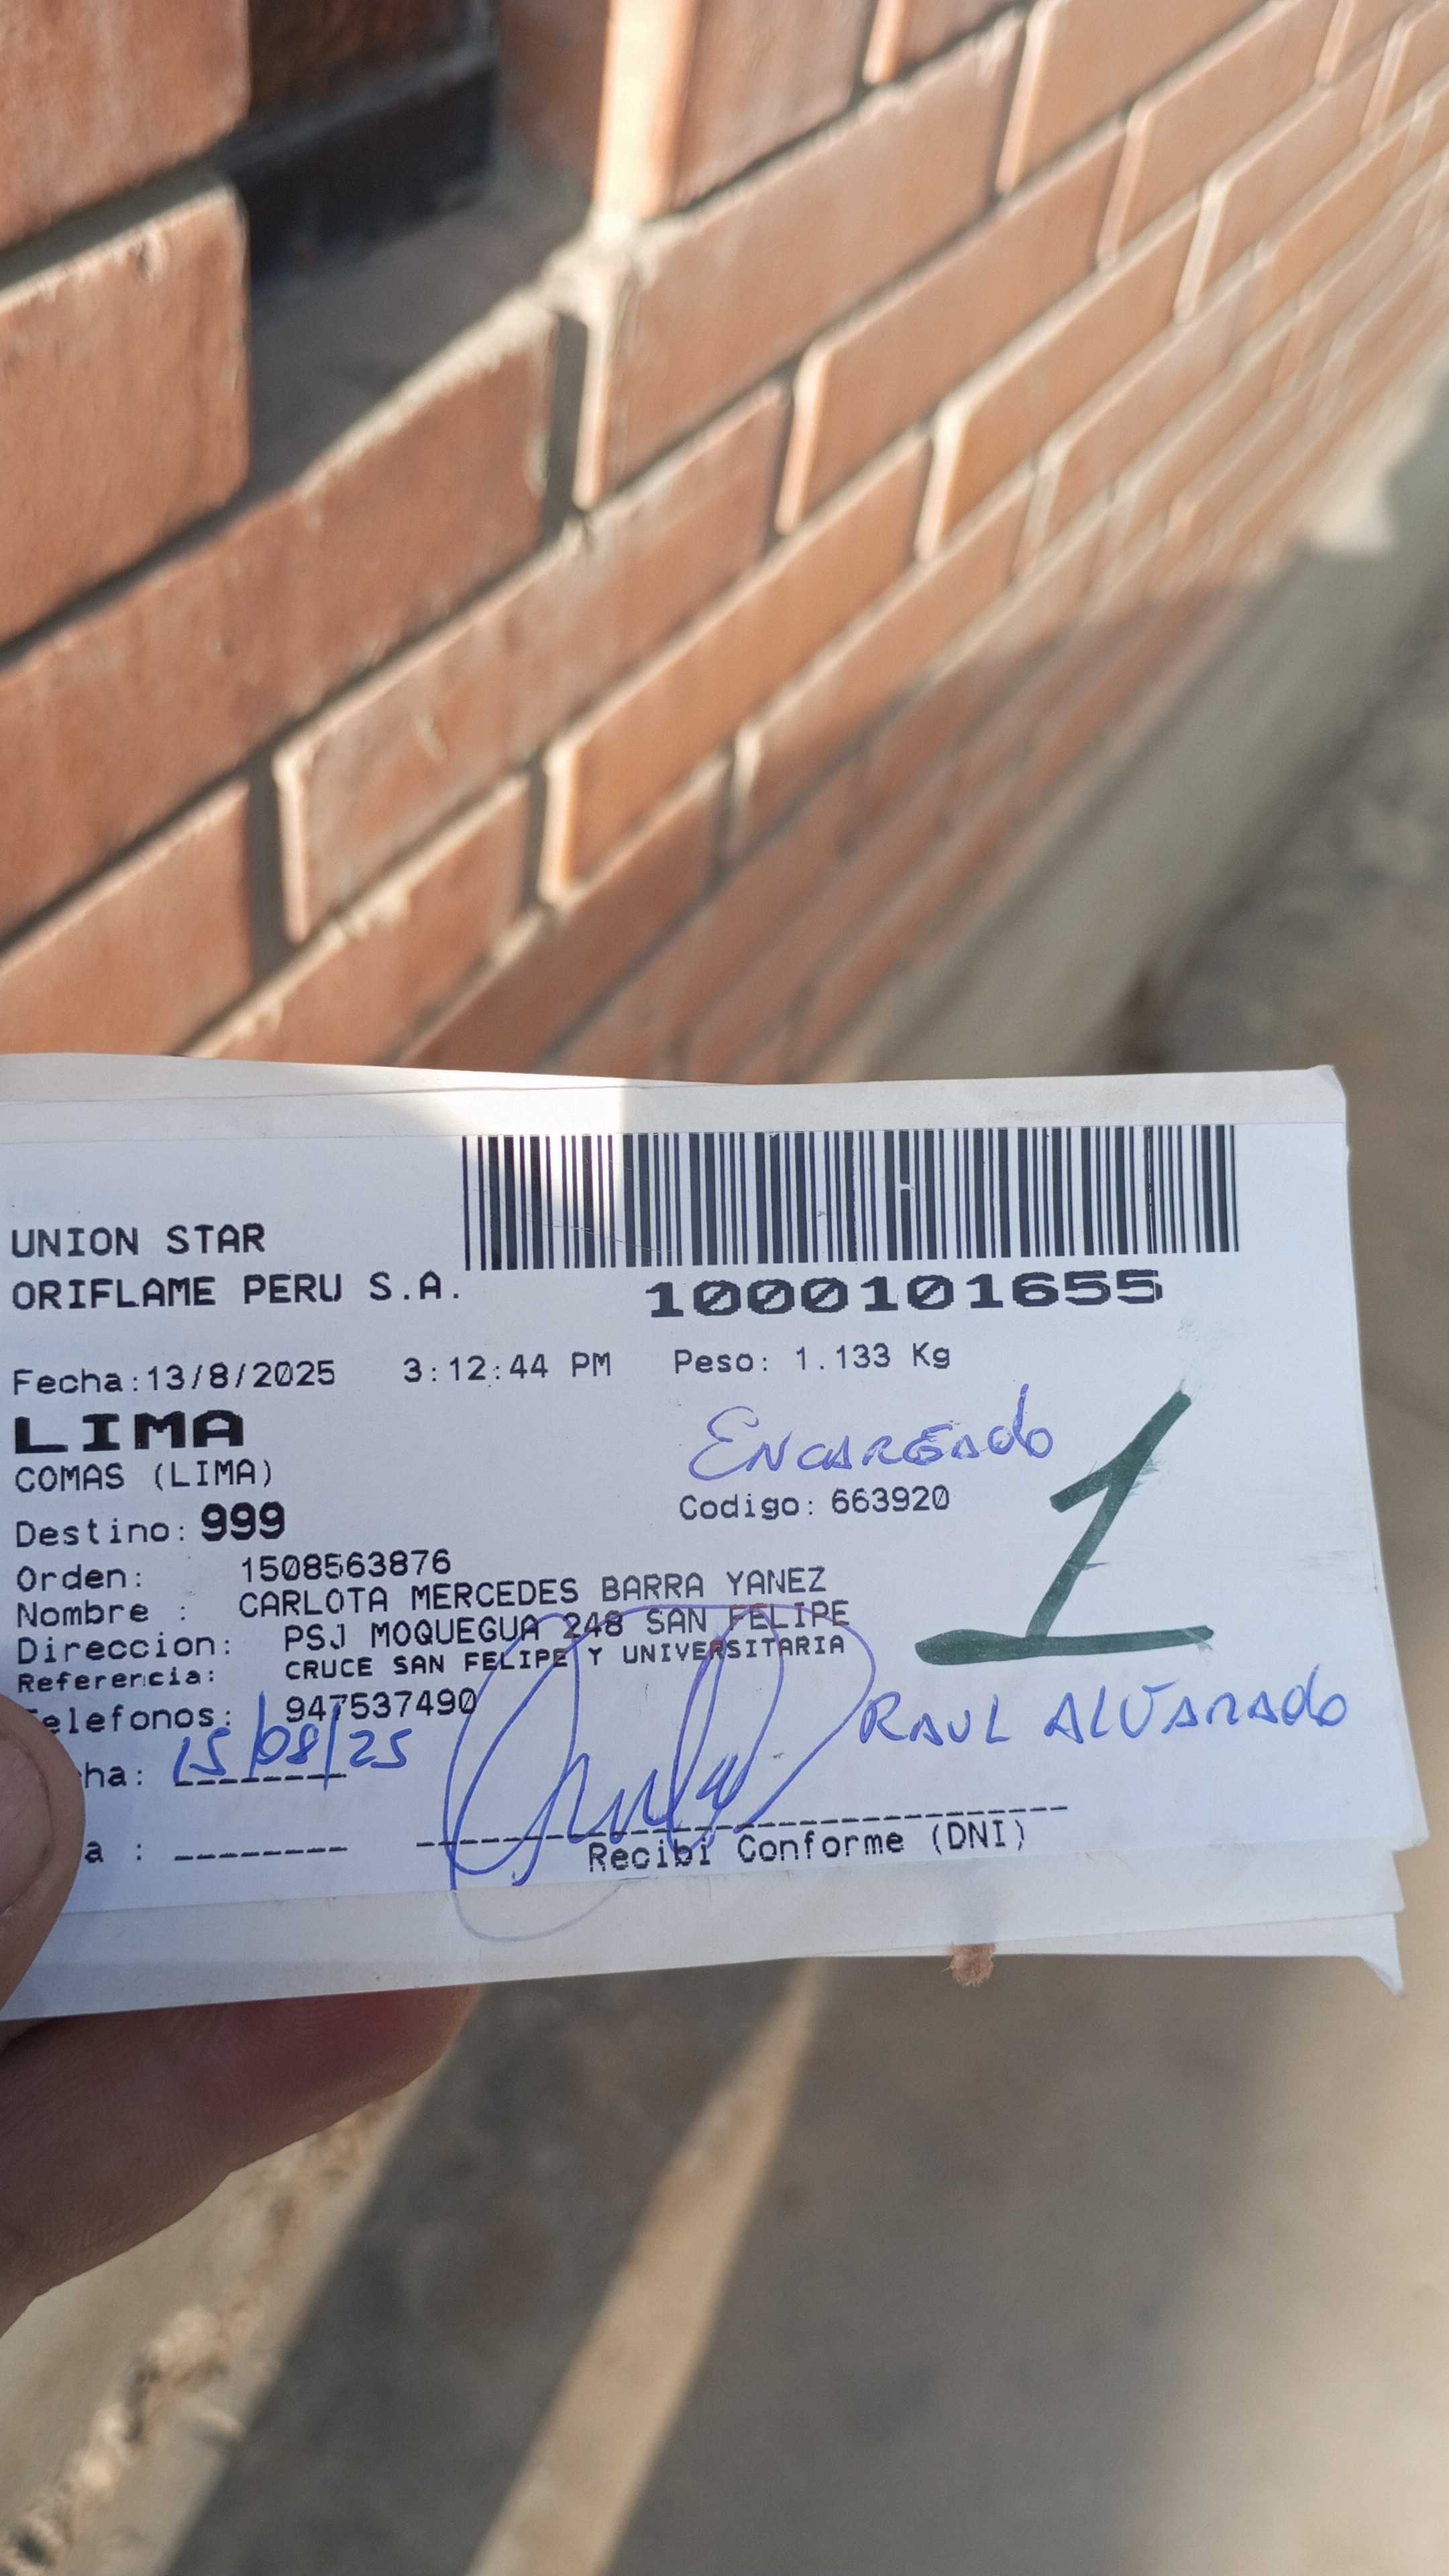 UNION STAR
ORIFLAME PERU S.A.
1000101655
Fecha:13/8/2025 3:12:44 PM Peso: 1.133 Kg
LIMA
ENCARGADO
COMAS (LIMA)
Codigo: 663920
Destino: 999
1
Orden: 1508563876
Nombre : CARLOTA MERCEDES BARRA YANEZ
Direccion: PSJ MOQUEGUA 248 SAN FELIPE
Referencia: CRUCE SAN FELIPE Y UNIVERSITARIA
elefonos: 947537490
RAUL ALVARADO
ha: 15/08/25
a :
Recibi Conforme (DNI)